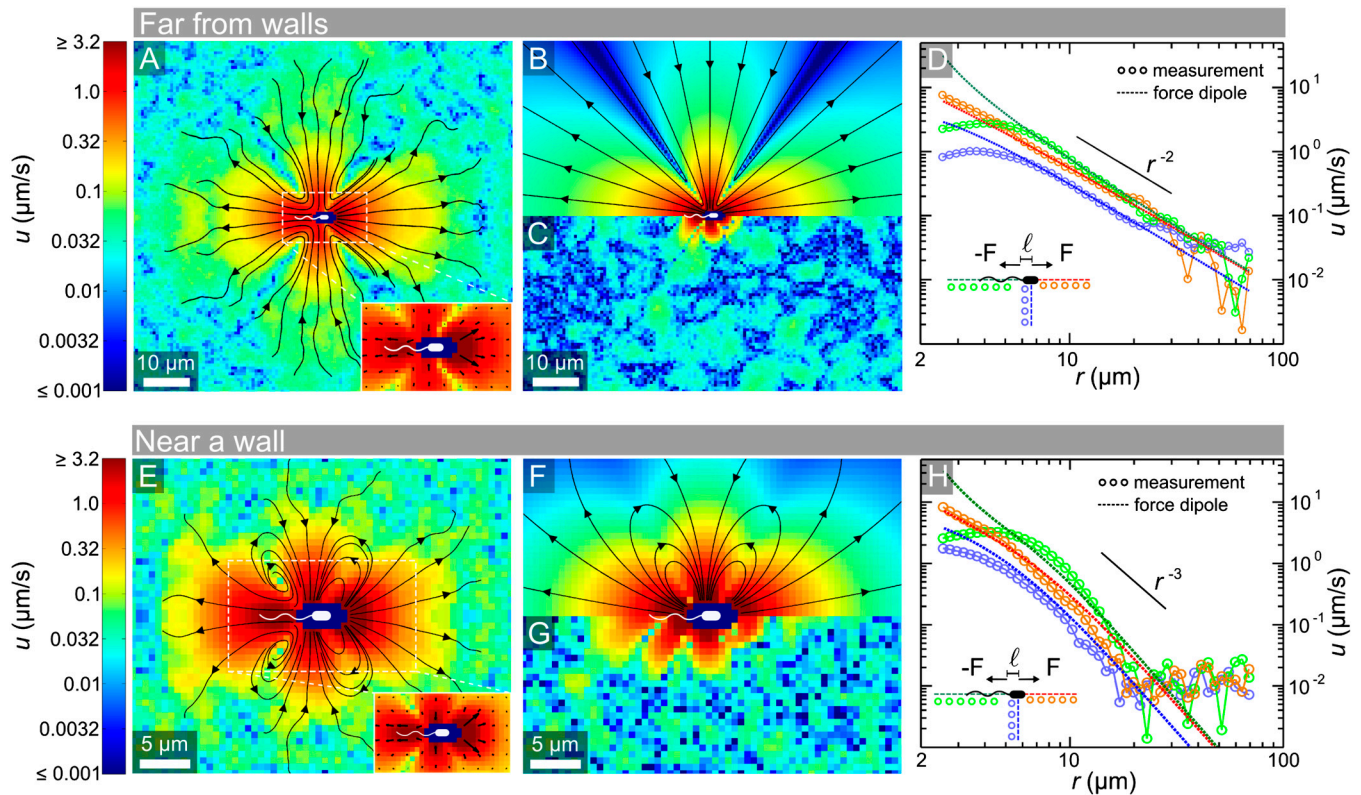 Far from walls
≥ 3.2
1.0
0.32
0.1
0.032
0.01
0.0032
≤ 0.001
u (µm/s)
A
10 µm
B
C
10 µm
D
measurement
force dipole
r⁻²
-F ℓ F
10¹
10⁰
10⁻¹
10⁻²
u (µm/s)
2 10 100
r (µm)
Near a wall
≥ 3.2
1.0
0.32
0.1
0.032
0.01
0.0032
≤ 0.001
u (µm/s)
E
5 µm
F
G
5 µm
H
measurement
force dipole
r⁻³
-F ℓ F
10¹
10⁰
10⁻¹
10⁻²
u (µm/s)
2 10 100
r (µm)